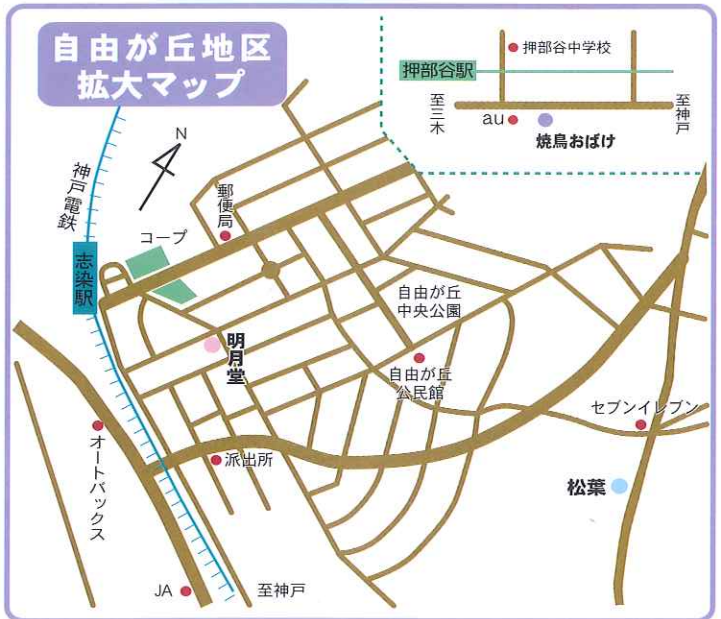 自由が丘地区
拡大マップ
押部谷中学校
押部谷駅
至三木
至神戸
au
焼鳥おばけ
N
神戸電鉄
郵便局
コープ
志染駅
自由が丘
中央公園
明月堂
自由が丘
公民館
セブンイレブン
オートバックス
派出所
松葉
JA
至神戸